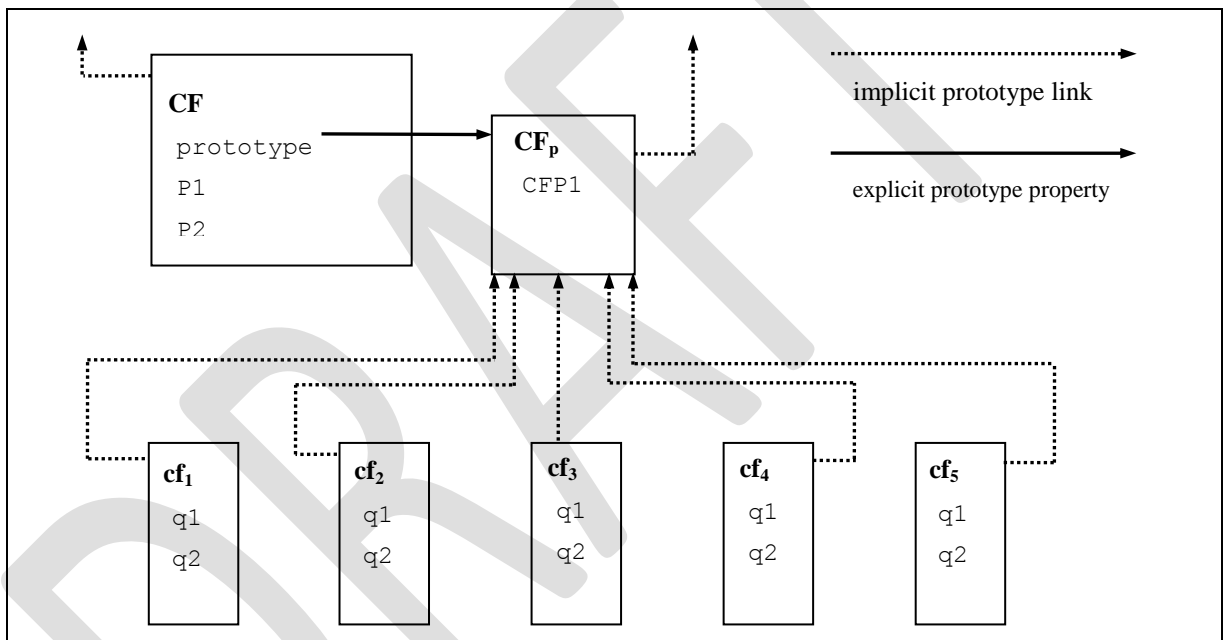 CF
prototype
P1
P2
CFₚ
CFP1
implicit prototype link
explicit prototype property
cf₁
q1
q2
cf₂
q1
q2
cf₃
q1
q2
cf₄
q1
q2
cf₅
q1
q2
DRAFT